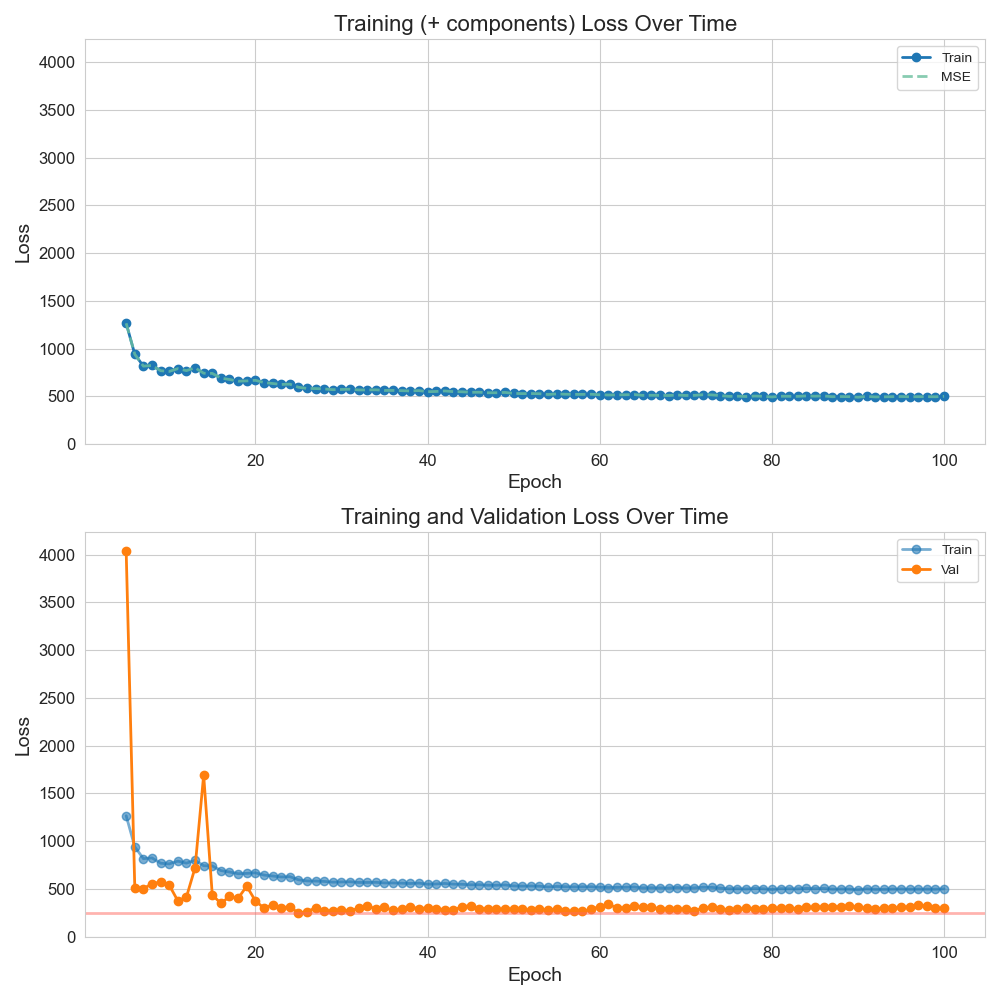 Training (+ components) Loss Over Time
Train
MSE
4000
3500
3000
2500
2000
1500
1000
500
0
Loss
20
40
60
80
100
Epoch
Training and Validation Loss Over Time
Train
Val
4000
3500
3000
2500
2000
1500
1000
500
0
Loss
20
40
60
80
100
Epoch